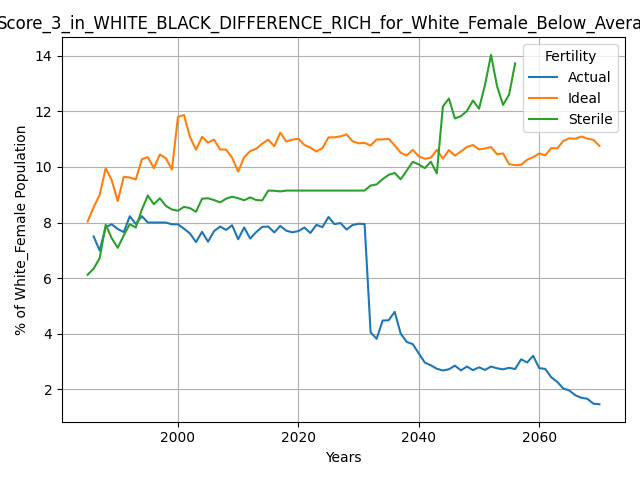 Score_3_in_WHITE_BLACK_DIFFERENCE_RICH_for_White_Female_Below_Avera
Fertility
Actual
Ideal
Sterile
14
12
10
8
6
4
2
% of White_Female Population
2000
2020
2040
2060
Years